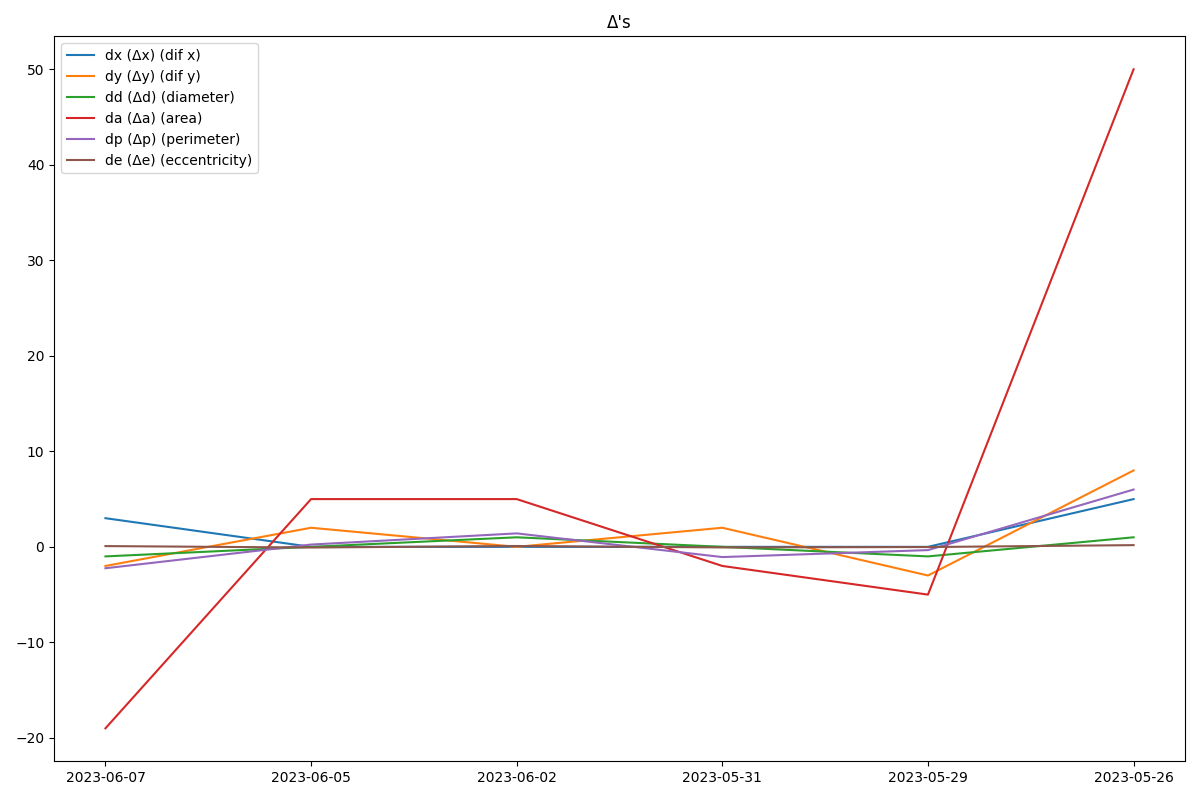 Δ's
dx (Δx) (dif x)
dy (Δy) (dif y)
dd (Δd) (diameter)
da (Δa) (area)
dp (Δp) (perimeter)
de (Δe) (eccentricity)
50
40
30
20
10
0
−10
−20
2023-06-07 2023-06-05 2023-06-02 2023-05-31 2023-05-29 2023-05-26